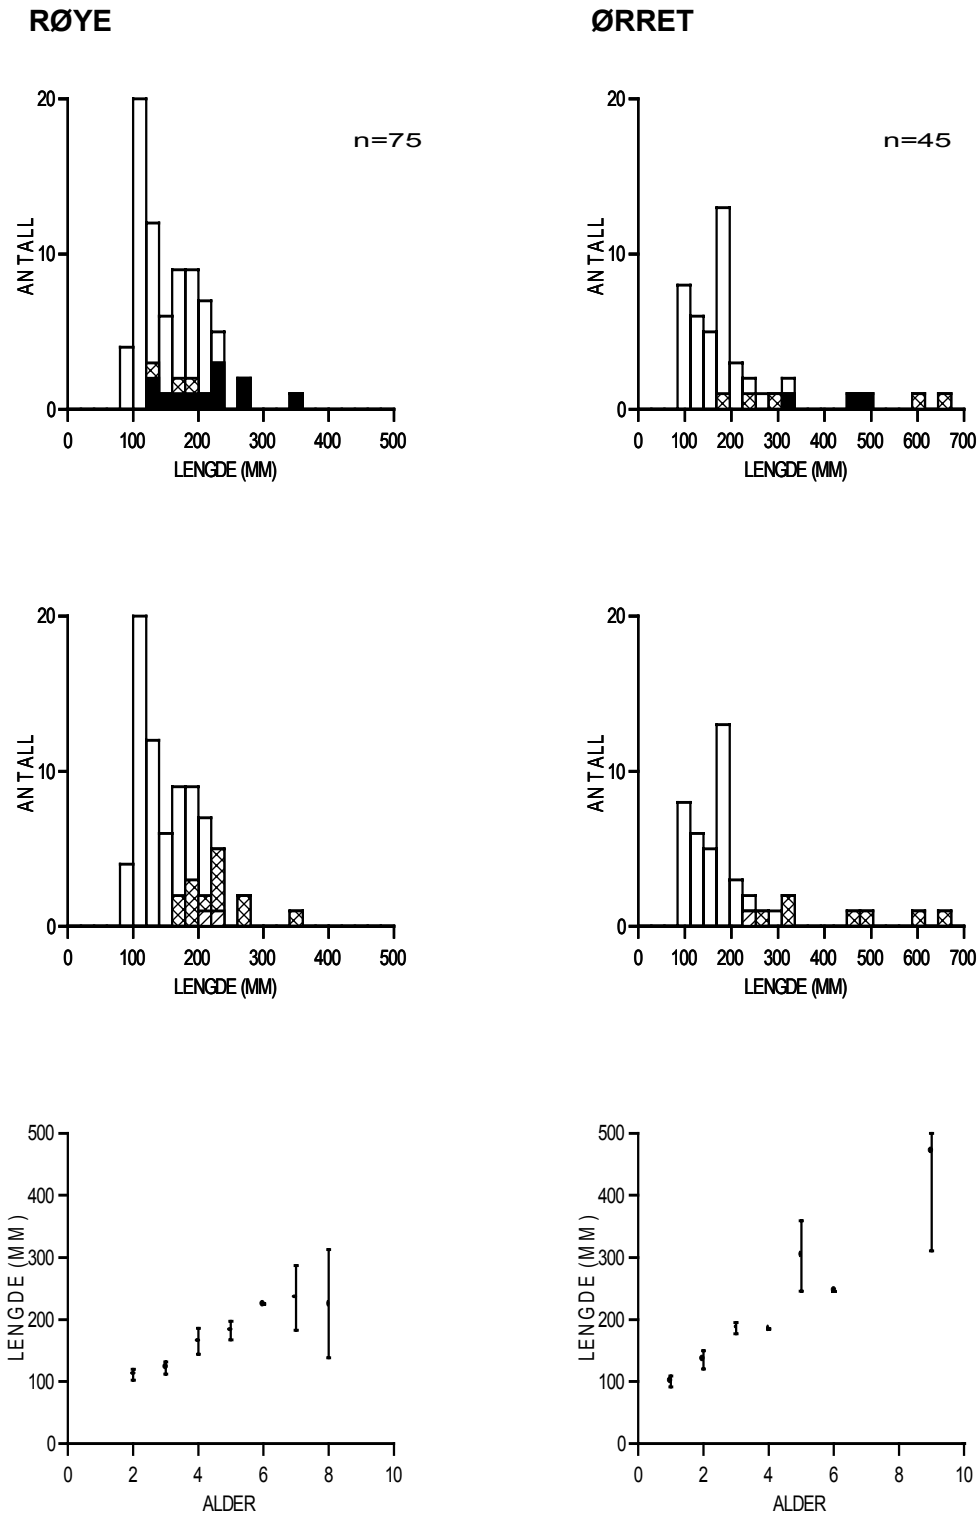 RØYE ØRRET
20 20
n=75 n=45
ANTALL ANTALL
10 10
0 0
0 100 200 300 400 500 0 100 200 300 400 500 600 700
LENGDE (MM) LENGDE (MM)
20 20
ANTALL ANTALL
10 10
0 0
0 100 200 300 400 500 0 100 200 300 400 500 600 700
LENGDE (MM) LENGDE (MM)
500 500
400 400
LENGDE (MM) LENGDE (MM)
300 300
200 200
100 100
0 0
0 2 4 6 8 10 0 2 4 6 8 10
ALDER ALDER